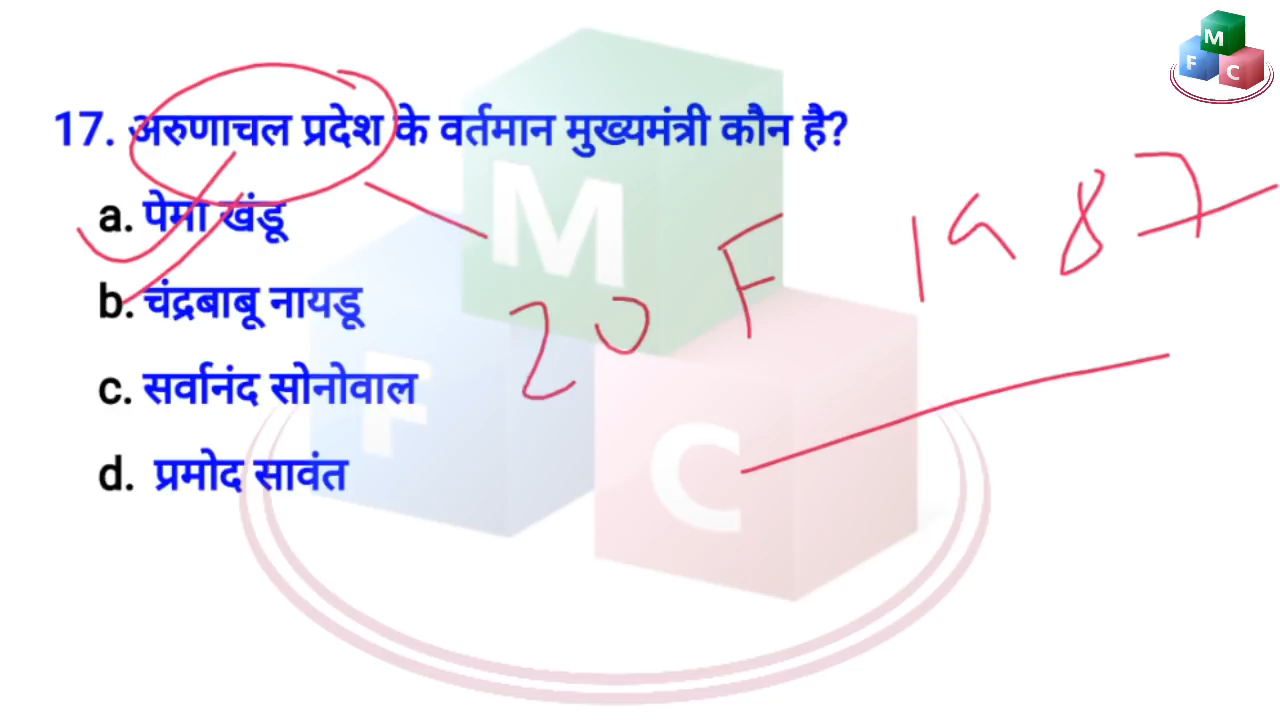 M
F C
17. अरुणाचल प्रदेश के वर्तमान मुख्यमंत्री कौन है?
a. पेमा खंडू
b. चंद्रबाबू नायडू
c. सर्वानंद सोनोवाल
d. प्रमोद सावंत
20 F 1987
M
F
C